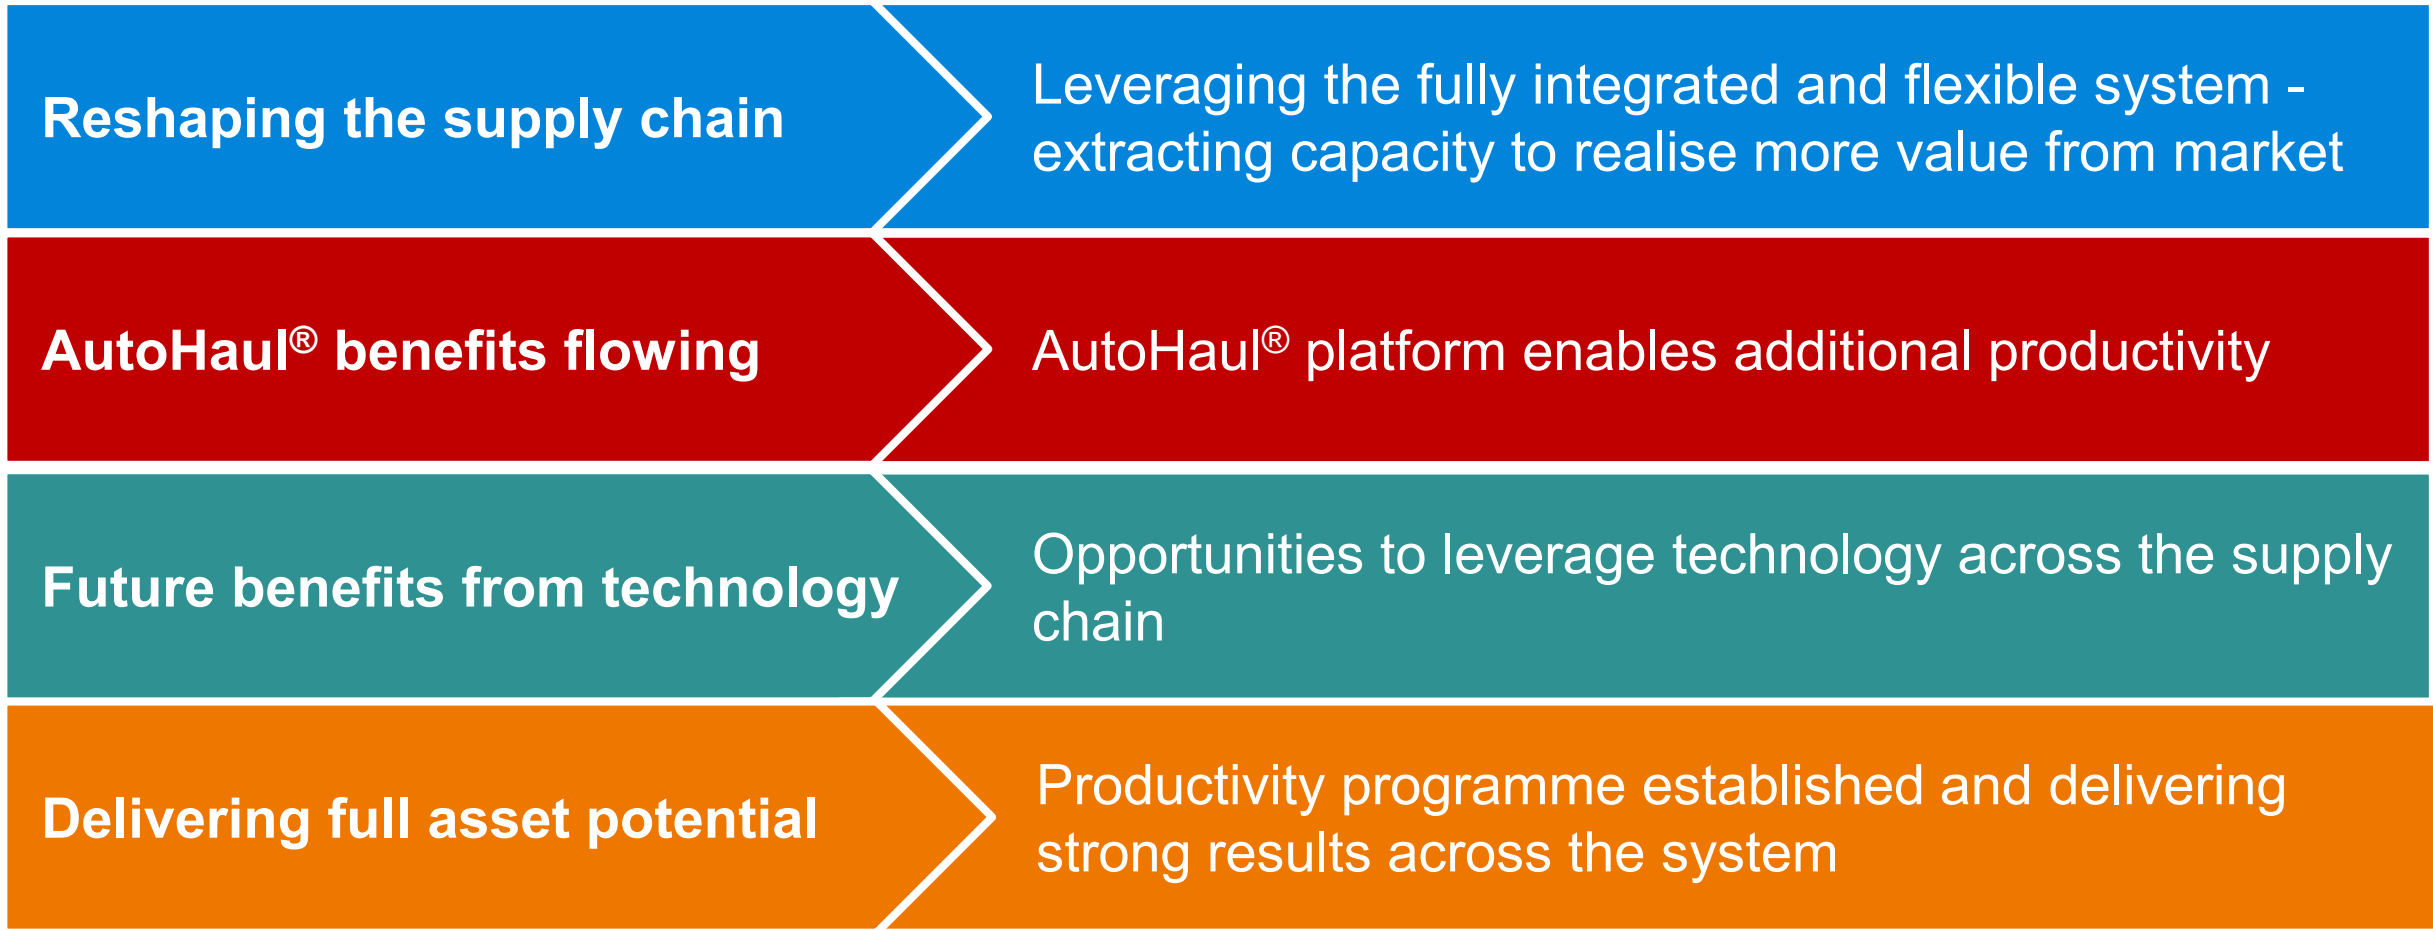 Reshaping the supply chain
Leveraging the fully integrated and flexible system -
extracting capacity to realise more value from market
AutoHaul® benefits flowing
AutoHaul® platform enables additional productivity
Future benefits from technology
Opportunities to leverage technology across the supply
chain
Delivering full asset potential
Productivity programme established and delivering
strong results across the system